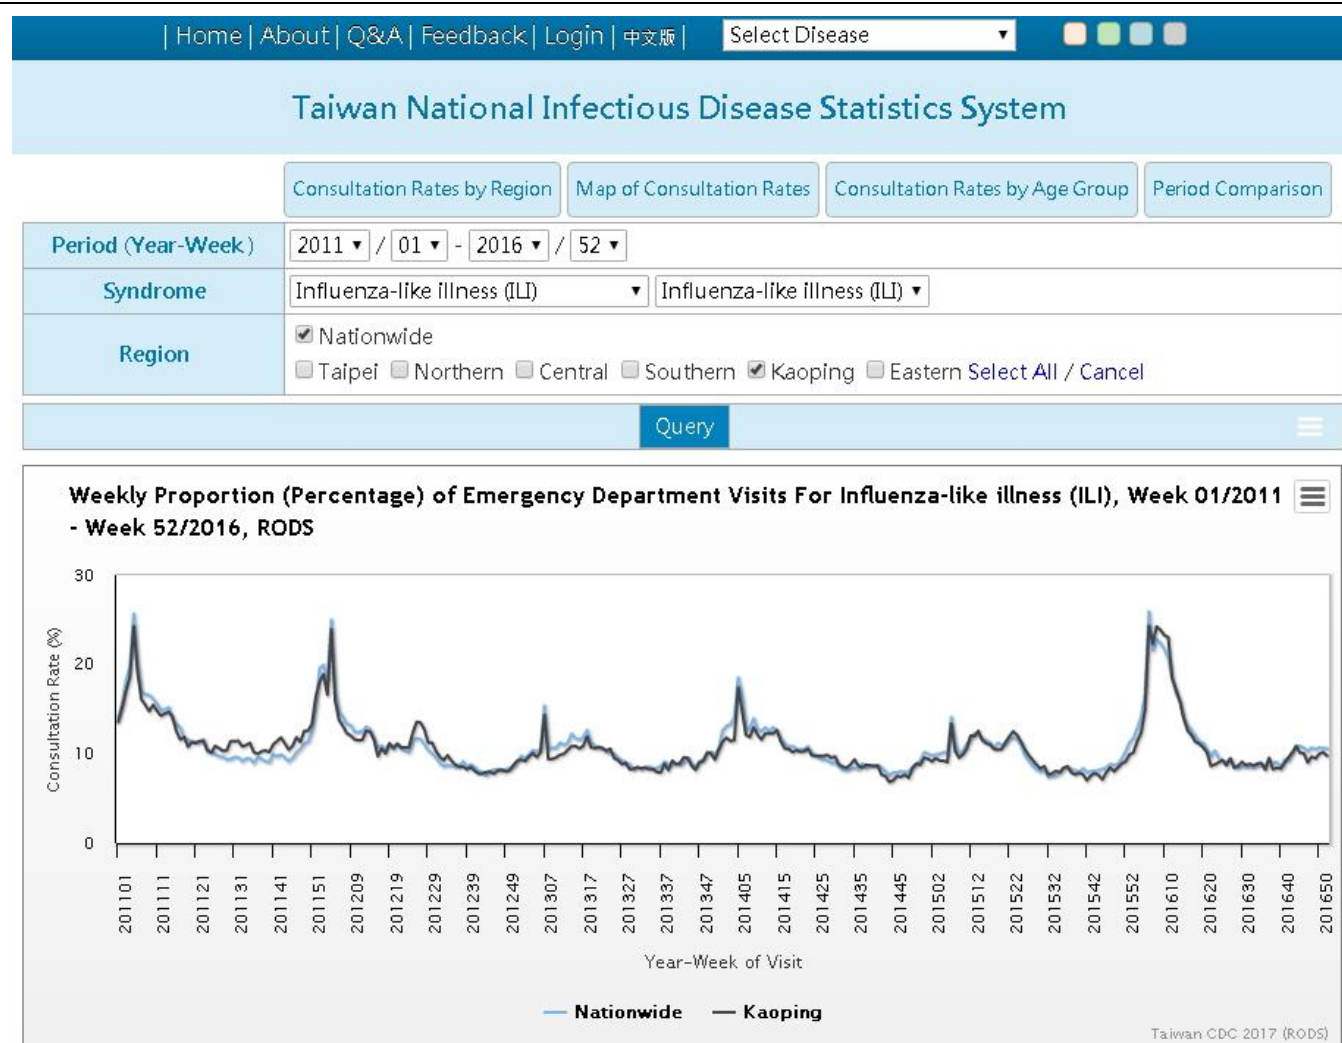 | Home | About | Q&A | Feedback | Login | 中文版 | Select Disease
Taiwan National Infectious Disease Statistics System
Consultation Rates by Region Map of Consultation Rates Consultation Rates by Age Group Period Comparison
Period (Year-Week) 2011 / 01 - 2016 / 52
Syndrome Influenza-like illness (ILI) Influenza-like illness (ILI)
Region Nationwide
Taipei Northern Central Southern Kaoping Eastern Select All / Cancel
Query
Weekly Proportion (Percentage) of Emergency Department Visits For Influenza-like illness (ILI), Week 01/2011
- Week 52/2016, RODS
30
20
10
0
Consultation Rate (%)
201101 201111 201121 201131 201141 201151 201209 201219 201229 201239 201249 201307 201317 201327 201337 201347 201405 201415 201425 201435 201445 201502 201512 201522 201532 201542 201552 201610 201620 201630 201640 201650
Year-Week of Visit
Nationwide Kaoping
Taiwan CDC 2017 (RODS)